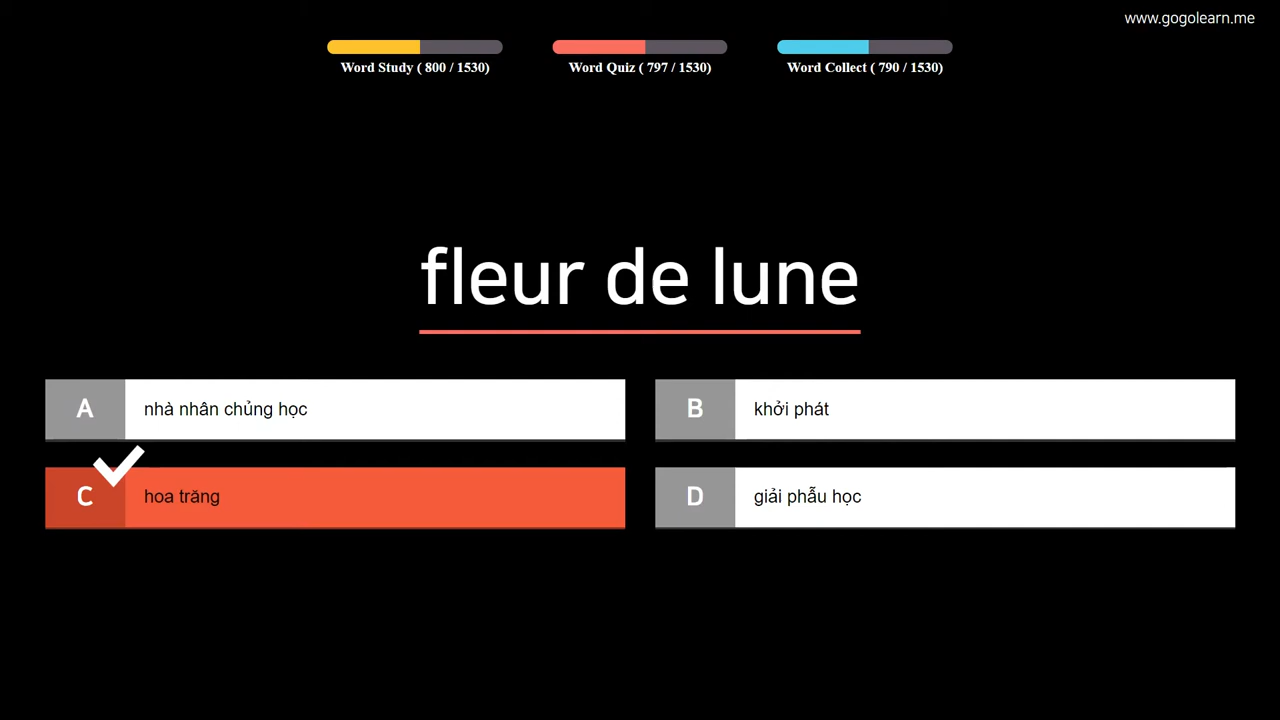 www.gogolearn.me
Word Study ( 800 / 1530)
Word Quiz ( 797 / 1530)
Word Collect ( 790 / 1530)
fleur de lune
A
nhà nhân chủng học
B
khởi phát
C
hoa trăng
D
giải phẫu học